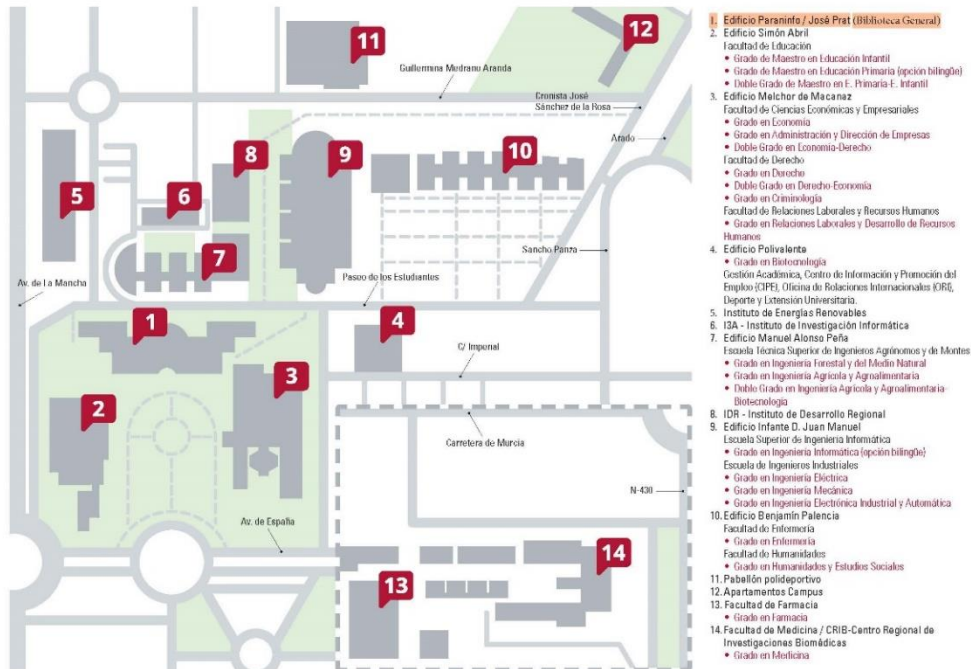 11
12
Guillermina Medranu Aranda
Cronista José
Sánchez de la Rosa
Arado
8
9
10
5
6
7
Sancho Panza
Av. de La Mancha
Paseo de los Estudiantes
1
4
C/ Imperial
3
2
Carretera de Murcia
N-430
Av. de España
13
14
1. Edificio Paraninfo / José Prat (Biblioteca General)
2. Edificio Simón Abril
Facultad de Educación
• Grado de Maestro en Educación Infantil
• Grado de Maestro en Educación Primaria (opción bilingüe)
• Doble Grado de Maestro en E. Primaria-E. Infantil
3. Edificio Melchor de Macanaz
Facultad de Ciencias Económicas y Empresariales
• Grado en Economía
• Grado en Administración y Dirección de Empresas
• Doble Grado en Economía-Derecho
Facultad de Derecho
• Grado en Derecho
• Doble Grado en Derecho-Economía
• Grado en Criminología
Facultad de Relaciones Laborales y Recursos Humanos
• Grado en Relaciones Laborales y Desarrollo de Recursos
Humanos
4. Edificio Polivalente
• Grado en Biotecnología
Gestión Académica, Centro de Información y Promoción del
Empleo (CIPE), Oficina de Relaciones Internacionales (ORI),
Deporte y Extensión Universitaria.
5. Instituto de Energías Renovables
6. I3A - Instituto de Investigación Informática
7. Edificio Manuel Alonso Peña
Escuela Técnica Superior de Ingenieros Agrónomos y de Montes
• Grado en Ingeniería Forestal y del Medio Natural
• Grado en Ingeniería Agrícola y Agroalimentaria
• Doble Grado en Ingeniería Agrícola y Agroalimentaria-
Biotecnología
8. IDR - Instituto de Desarrollo Regional
9. Edificio Infante D. Juan Manuel
Escuela Superior de Ingeniería Informática
• Grado en Ingeniería Informática (opción bilingüe)
Escuela de Ingenieros Industriales
• Grado en Ingeniería Eléctrica
• Grado en Ingeniería Mecánica
• Grado en Ingeniería Electrónica Industrial y Automática
10. Edificio Benjamín Palencia
Facultad de Enfermería
• Grado en Enfermería
Facultad de Humanidades
• Grado en Humanidades y Estudios Sociales
11. Pabellón polideportivo
12. Apartamentos Campus
13. Facultad de Farmacia
• Grado en Farmacia
14. Facultad de Medicina / CRIB-Centro Regional de
Investigaciones Biomédicas
• Grado en Medicina